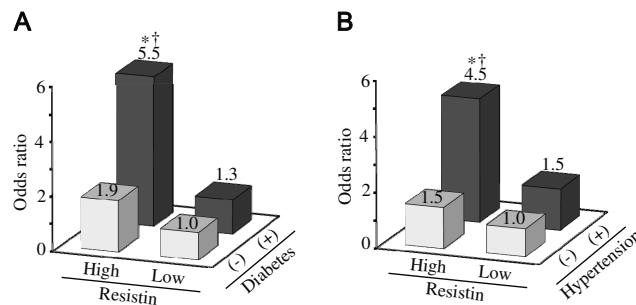 A
*†
5.5
6
4
2
0
Odds ratio
1.9
1.0
1.3
High
Low
Resistin
(-)
(+)
Diabetes
B
*†
4.5
6
4
2
0
Odds ratio
1.5
1.0
1.5
High
Low
Resistin
(-)
(+)
Hypertension